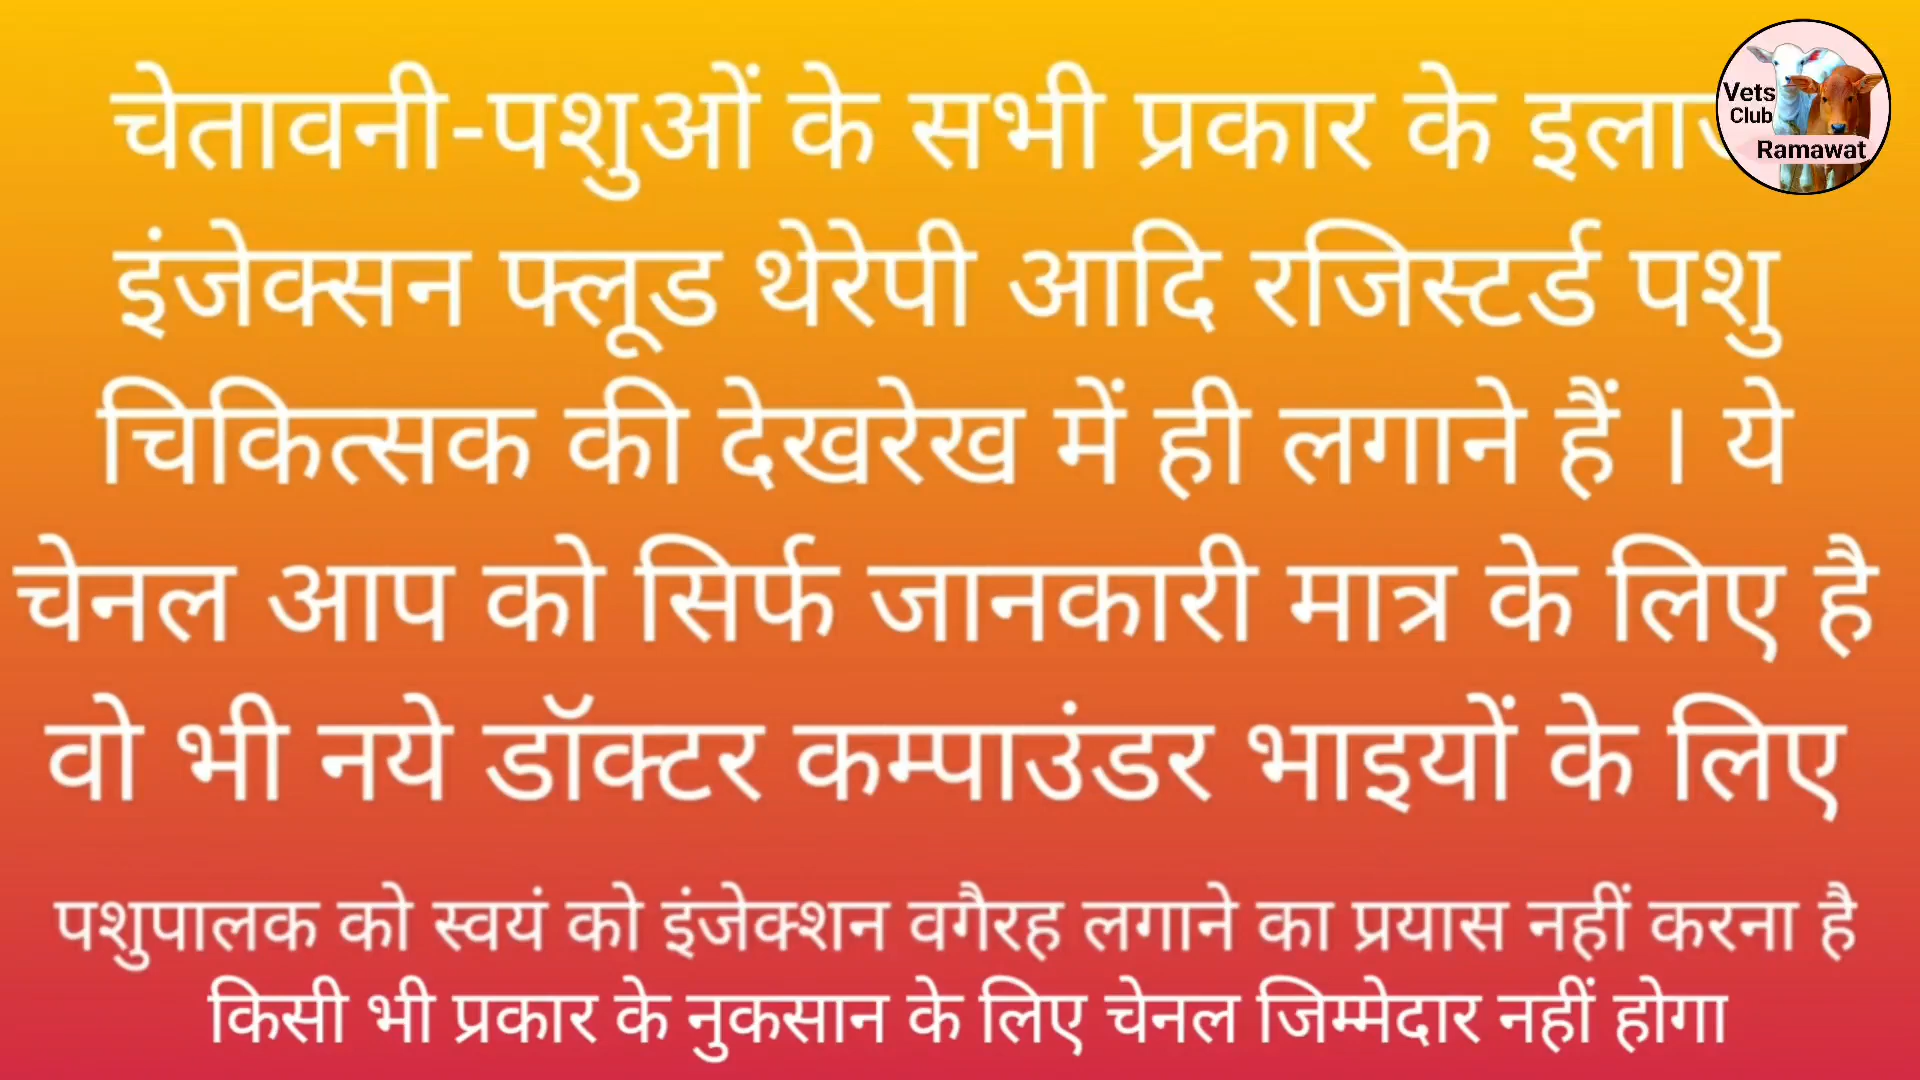 चेतावनी-पशुओं के सभी प्रकार के
इंजेक्सन फ्लूड थेरेपी आदि रजिस्टर्ड पशु
चिकित्सक की देखरेख में ही लगाने हैं । ये
चेनल आप को सिर्फ जानकारी मात्र के लिए है
वो भी नये डॉक्टर कम्पाउंडर भाइयों के लिए
पशुपालक को स्वयं को इंजेक्शन वगैरह लगाने का प्रयास नहीं करना है
किसी भी प्रकार के नुकसान के लिए चेनल जिम्मेदार नहीं होगा
Vets
Club
Ramawat